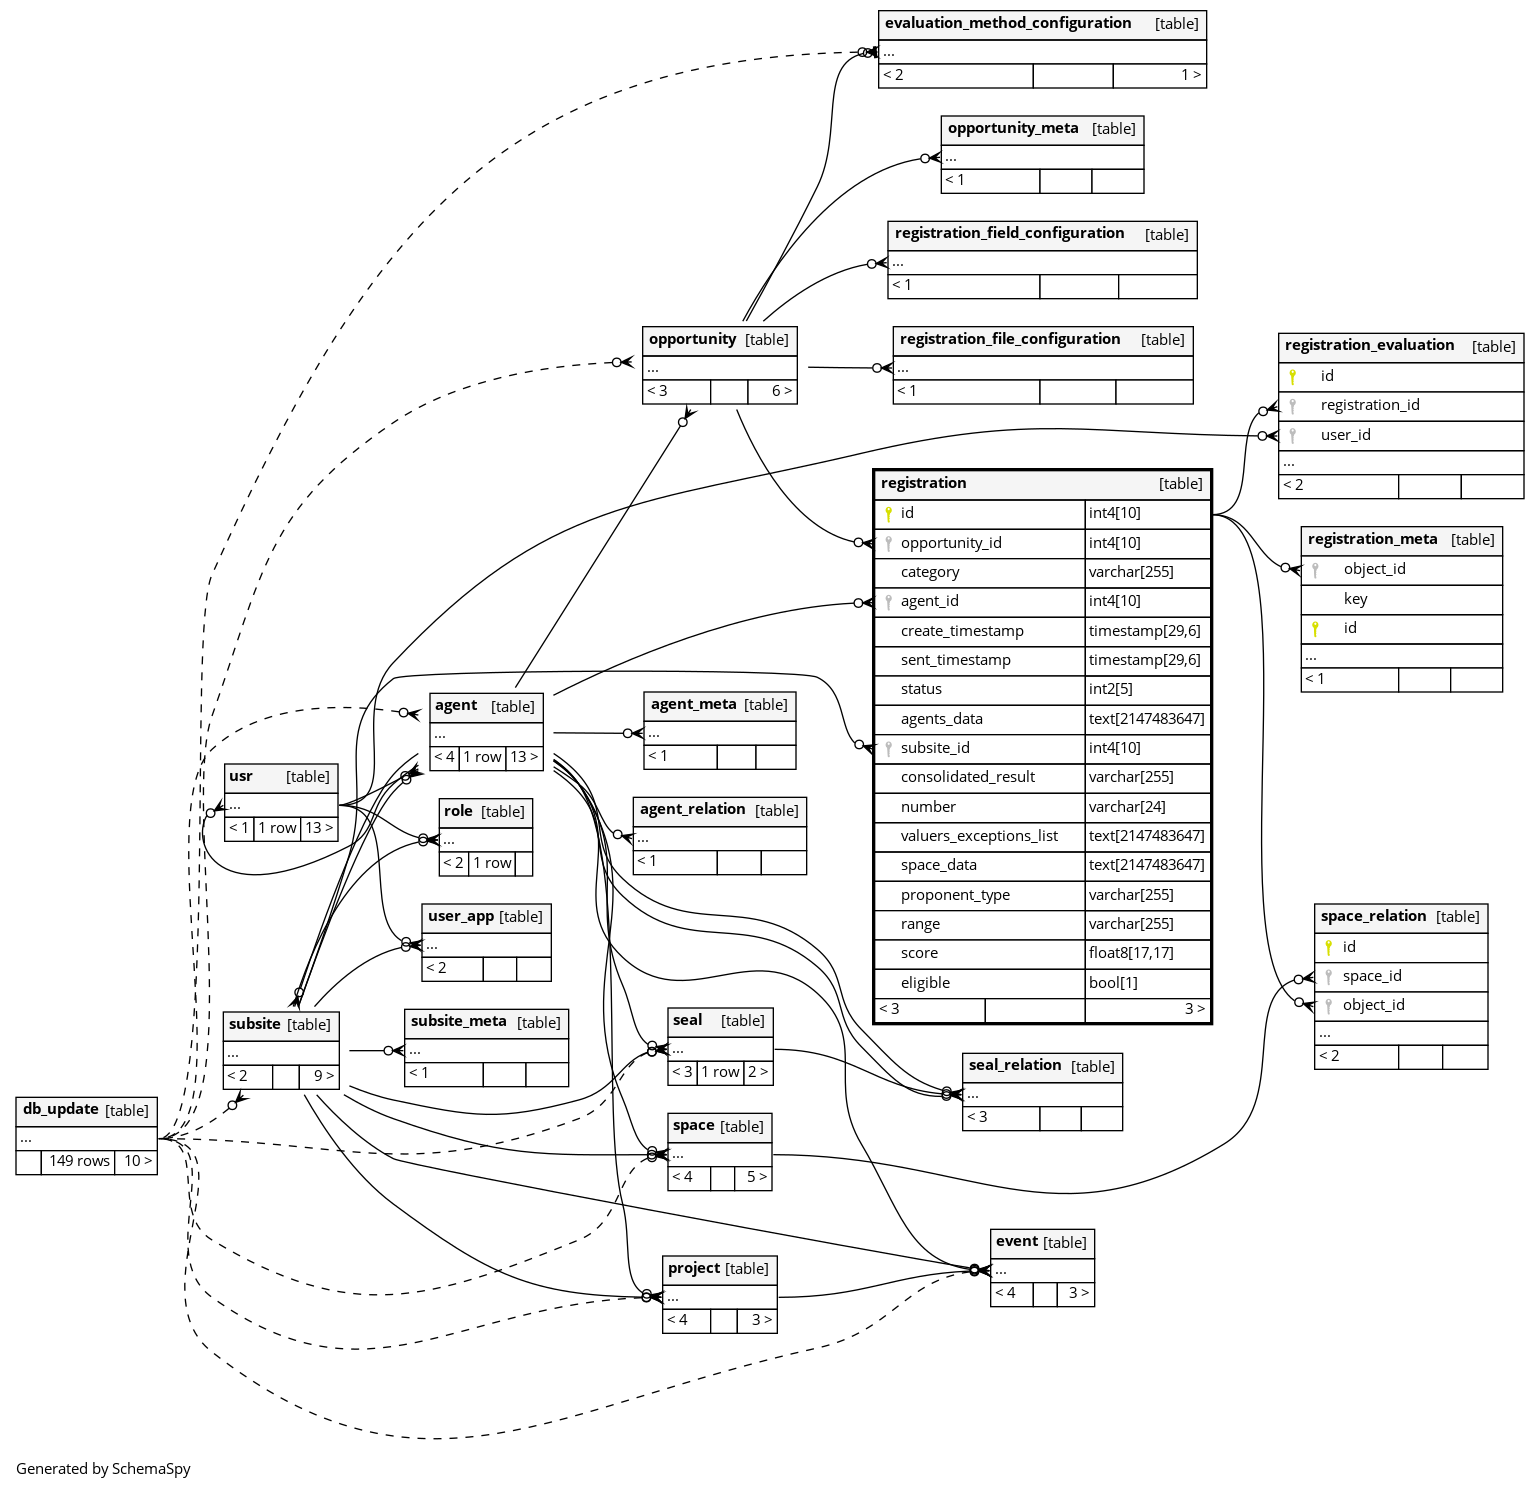 evaluation_method_configuration [table]
...
< 2 1 >
opportunity_meta [table]
...
< 1
registration_field_configuration [table]
...
< 1
opportunity [table]
...
< 3 6 >
registration_file_configuration [table]
...
< 1
registration_evaluation [table]
id
registration_id
user_id
...
< 2
registration [table]
id int4[10]
opportunity_id int4[10]
category varchar[255]
agent_id int4[10]
create_timestamp timestamp[29,6]
sent_timestamp timestamp[29,6]
status int2[5]
agents_data text[2147483647]
subsite_id int4[10]
consolidated_result varchar[255]
number varchar[24]
valuers_exceptions_list text[2147483647]
space_data text[2147483647]
proponent_type varchar[255]
range varchar[255]
score float8[17,17]
eligible bool[1]
< 3 3 >
registration_meta [table]
object_id
key
id
...
< 1
agent [table]
...
< 4 1 row 13 >
agent_meta [table]
...
< 1
usr [table]
...
< 1 1 row 13 >
role [table]
...
< 2 1 row
agent_relation [table]
...
< 1
user_app [table]
...
< 2
space_relation [table]
id
space_id
object_id
...
< 2
subsite [table]
...
< 2 9 >
subsite_meta [table]
...
< 1
seal [table]
...
< 3 1 row 2 >
seal_relation [table]
...
< 3
db_update [table]
...
149 rows 10 >
space [table]
...
< 4 5 >
event [table]
...
< 4 3 >
project [table]
...
< 4 3 >
Generated by SchemaSpy